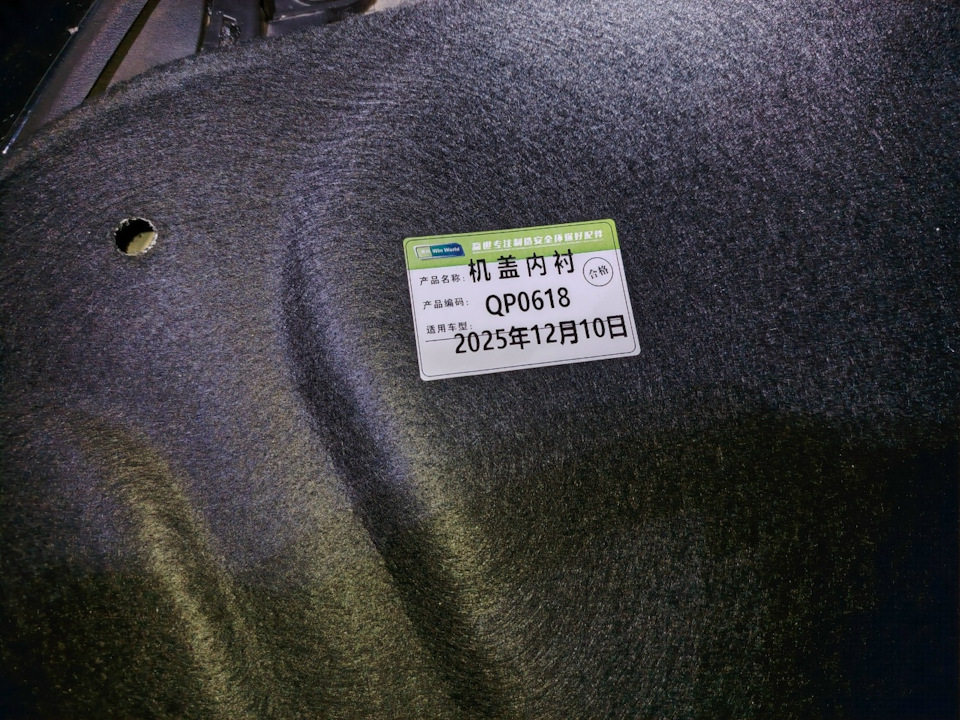 Win World 赢世专注制造安全环保好配件
产品名称: 机盖内衬 合格
产品编码: QP0618
适用车型:
2025年12月10日